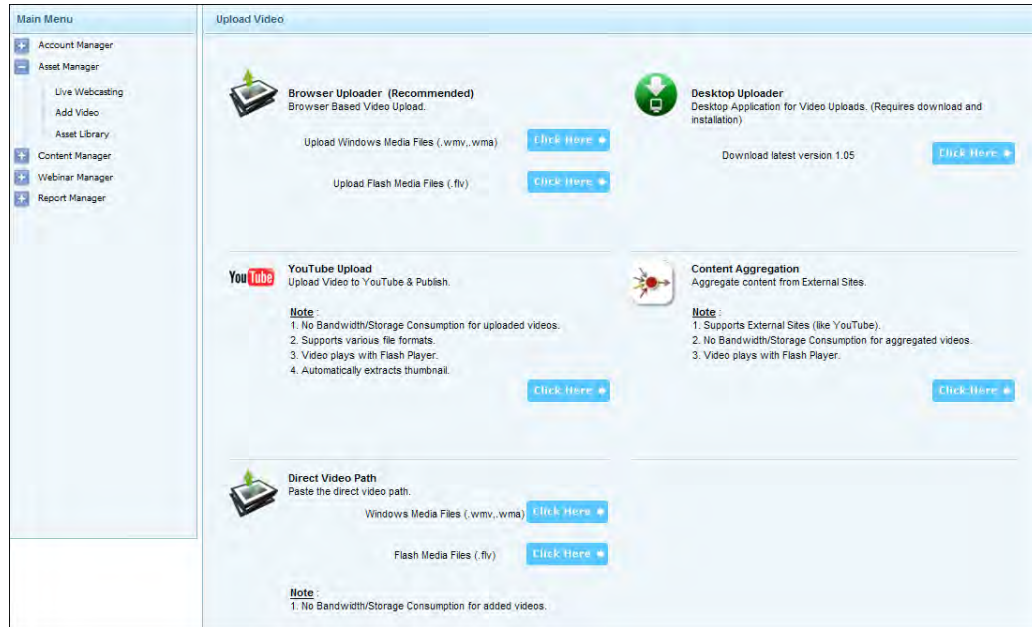 Main Menu
Account Manager
Asset Manager
Live Webcasting
Add Video
Asset Library
Content Manager
Webinar Manager
Report Manager
Upload Video
Browser Uploader (Recommended)
Browser Based Video Upload.
Upload Windows Media Files (.wmv,.wma)
Click Here
Upload Flash Media Files (.flv)
Click Here
Desktop Uploader
Desktop Application for Video Uploads. (Requires download and
installation)
Download latest version 1.05
Click Here
YouTube
YouTube Upload
Upload Video to YouTube & Publish.
Note :
1. No Bandwidth/Storage Consumption for uploaded videos.
2. Supports various file formats.
3. Video plays with Flash Player.
4. Automatically extracts thumbnail.
Click Here
Content Aggregation
Aggregate content from External Sites.
Note :
1. Supports External Sites (like YouTube).
2. No Bandwidth/Storage Consumption for aggregated videos.
3. Video plays with Flash Player.
Click Here
Direct Video Path
Paste the direct video path.
Windows Media Files (.wmv,.wma)
Click Here
Flash Media Files (.flv)
Click Here
Note :
1. No Bandwidth/Storage Consumption for added videos.